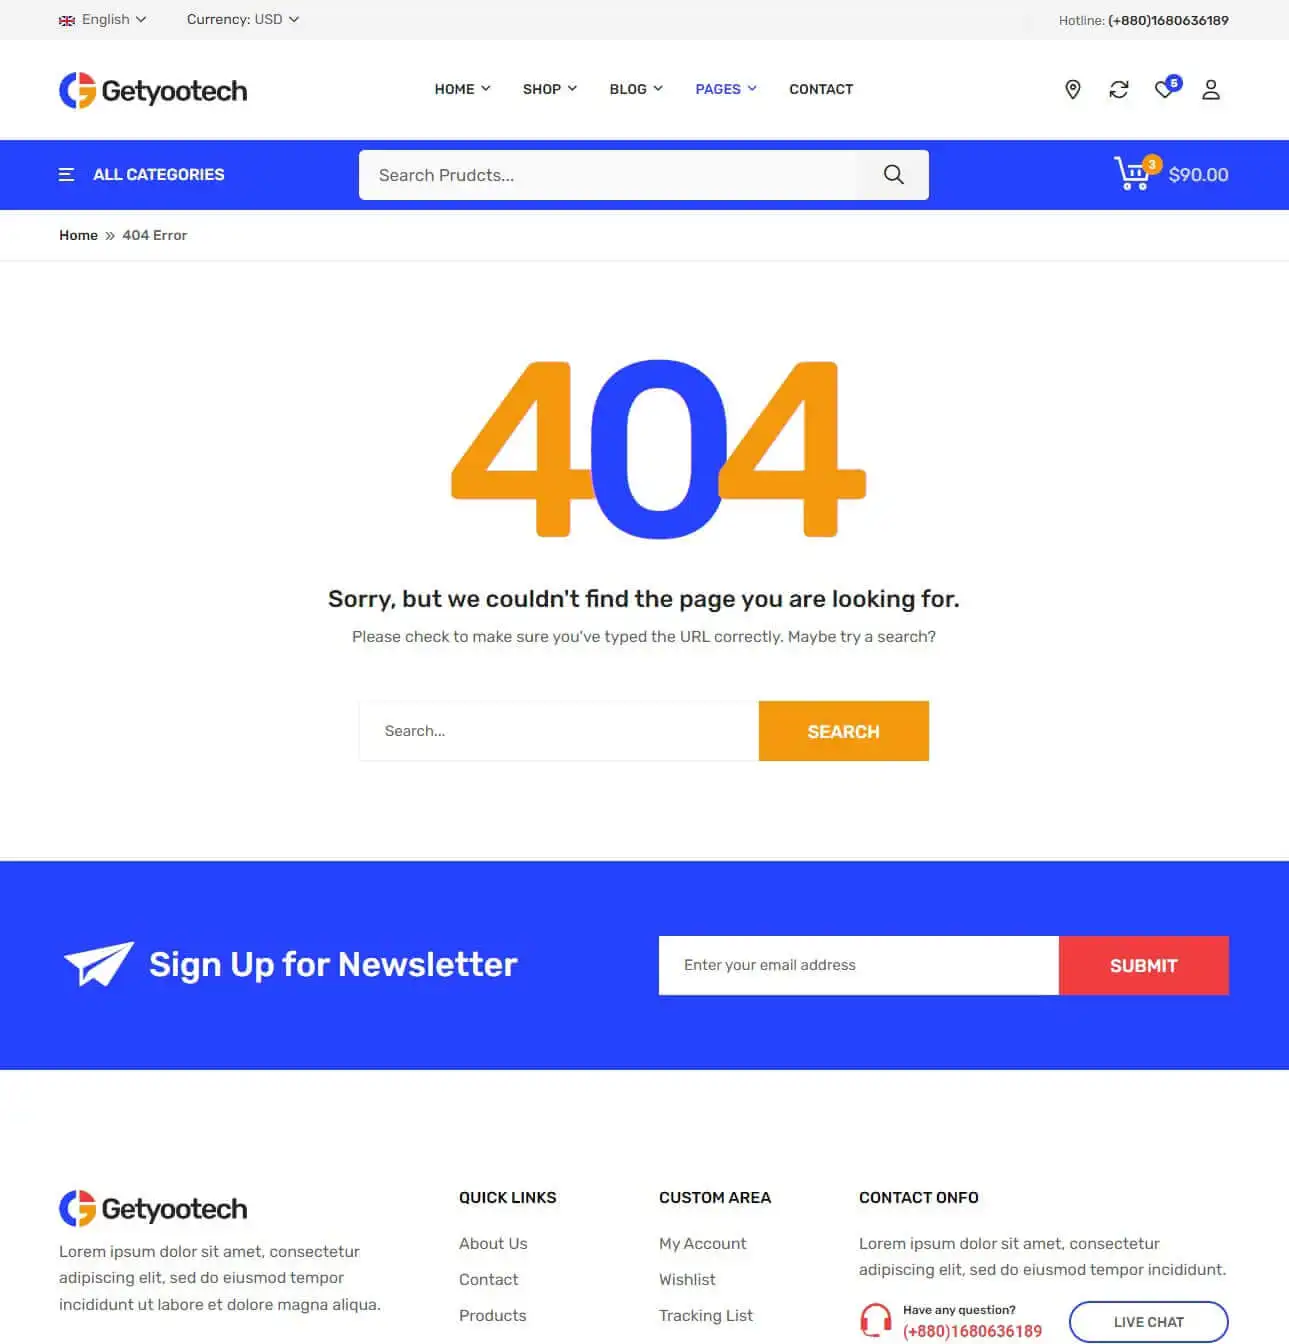 English
Currency: USD
Hotline: (+880)1680636189
Getyootech
HOME
SHOP
BLOG
PAGES
CONTACT
5
ALL CATEGORIES
Search Prudcts...
3
$90.00
Home » 404 Error
404
Sorry, but we couldn't find the page you are looking for.
Please check to make sure you've typed the URL correctly. Maybe try a search?
Search...
SEARCH
Sign Up for Newsletter
Enter your email address
SUBMIT
Getyootech
Lorem ipsum dolor sit amet, consectetur
adipiscing elit, sed do eiusmod tempor
incididunt ut labore et dolore magna aliqua.
QUICK LINKS
About Us
Contact
Products
CUSTOM AREA
My Account
Wishlist
Tracking List
CONTACT ONFO
Lorem ipsum dolor sit amet, consectetur
adipiscing elit, sed do eiusmod tempor incididunt.
Have any question?
(+880)1680636189
LIVE CHAT